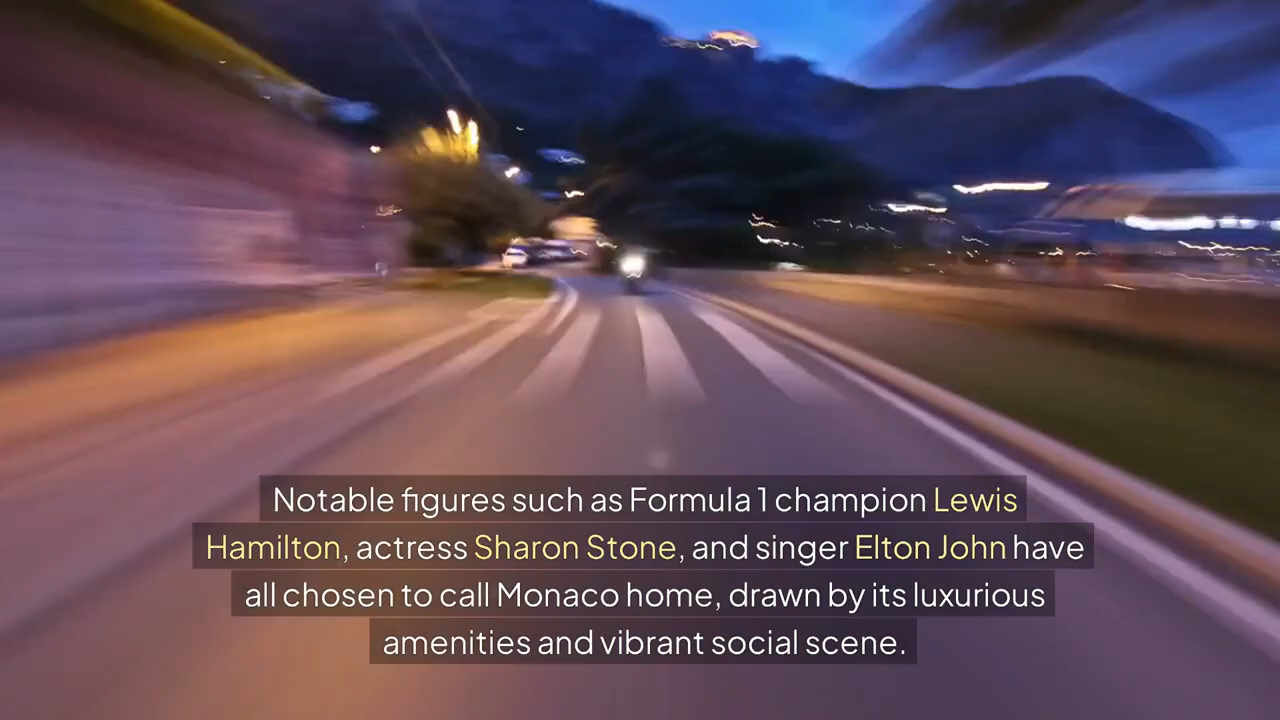 Notable figures such as Formula 1 champion Lewis
Hamilton, actress Sharon Stone, and singer Elton John have
all chosen to call Monaco home, drawn by its luxurious
amenities and vibrant social scene.